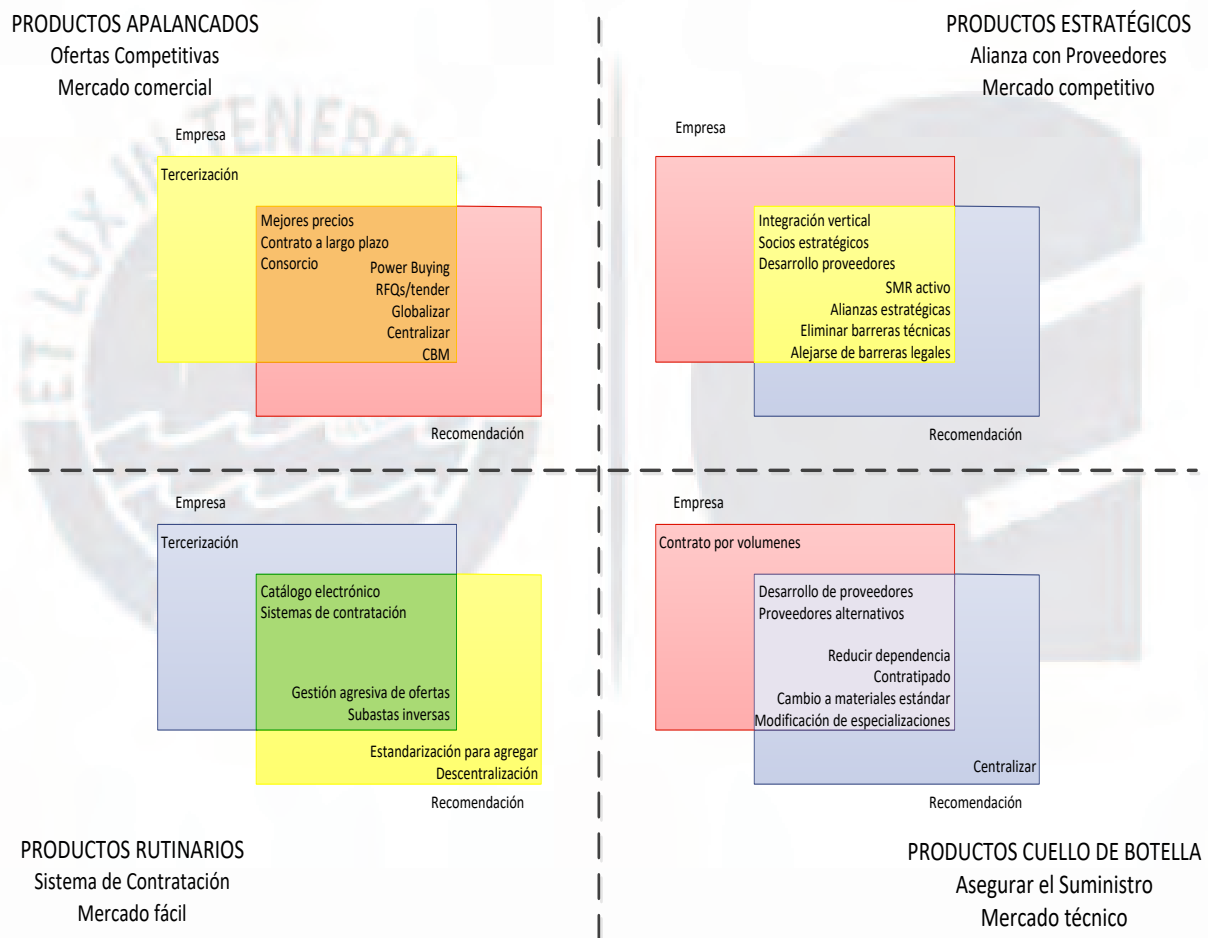 PRODUCTOS APALANCADOS
Ofertas Competitivas
Mercado comercial
Empresa
Tercerización
Mejores precios
Contrato a largo plazo
Consorcio
Power Buying
RFQs/tender
Globalizar
Centralizar
CBM
Recomendación
PRODUCTOS ESTRATÉGICOS
Alianza con Proveedores
Mercado competitivo
Empresa
Integración vertical
Socios estratégicos
Desarrollo proveedores
SMR activo
Alianzas estratégicas
Eliminar barreras técnicas
Alejarse de barreras legales
Recomendación
Empresa
Tercerización
Catálogo electrónico
Sistemas de contratación
Gestión agresiva de ofertas
Subastas inversas
Estandarización para agregar
Descentralización
Recomendación
PRODUCTOS RUTINARIOS
Sistema de Contratación
Mercado fácil
Empresa
Contrato por volumenes
Desarrollo de proveedores
Proveedores alternativos
Reducir dependencia
Contratipado
Cambio a materiales estándar
Modificación de especializaciones
Centralizar
Recomendación
PRODUCTOS CUELLO DE BOTELLA
Asegurar el Suministro
Mercado técnico
ET LUX IN TENEBR